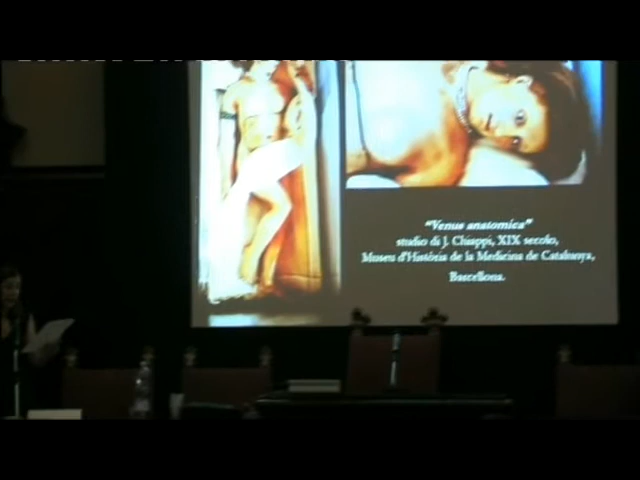 “Venus anatomica”
studio di J. Chiappi, XIX secolo,
Museu d'Història de la Medicina de Catalunya,
Barcellona.